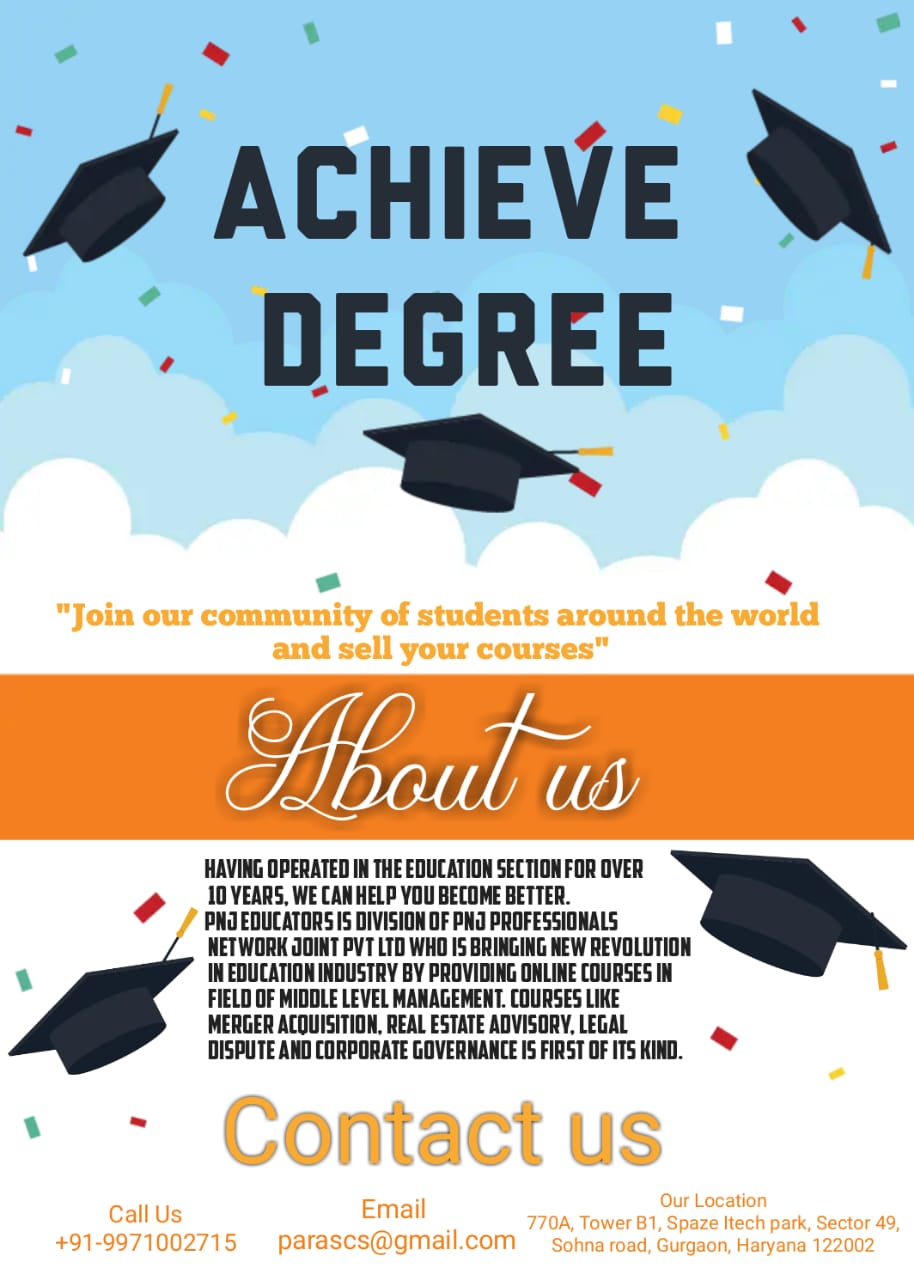 ACHIEVE
DEGREE
"Join our community of students around the world
and sell your courses"
About us
HAVING OPERATED IN THE EDUCATION SECTION FOR OVER
10 YEARS, WE CAN HELP YOU BECOME BETTER.
PNJ EDUCATORS IS DIVISION OF PNJ PROFESSIONALS
NETWORK JOINT PVT LTD WHO IS BRINGING NEW REVOLUTION
IN EDUCATION INDUSTRY BY PROVIDING ONLINE COURSES IN
FIELD OF MIDDLE LEVEL MANAGEMENT. COURSES LIKE
MERGER ACQUISITION, REAL ESTATE ADVISORY, LEGAL
DISPUTE AND CORPORATE GOVERNANCE IS FIRST OF ITS KIND.
Contact us
Call Us
+91-9971002715
Email
parascs@gmail.com
Our Location
770A, Tower B1, Spaze Itech park, Sector 49,
Sohna road, Gurgaon, Haryana 122002